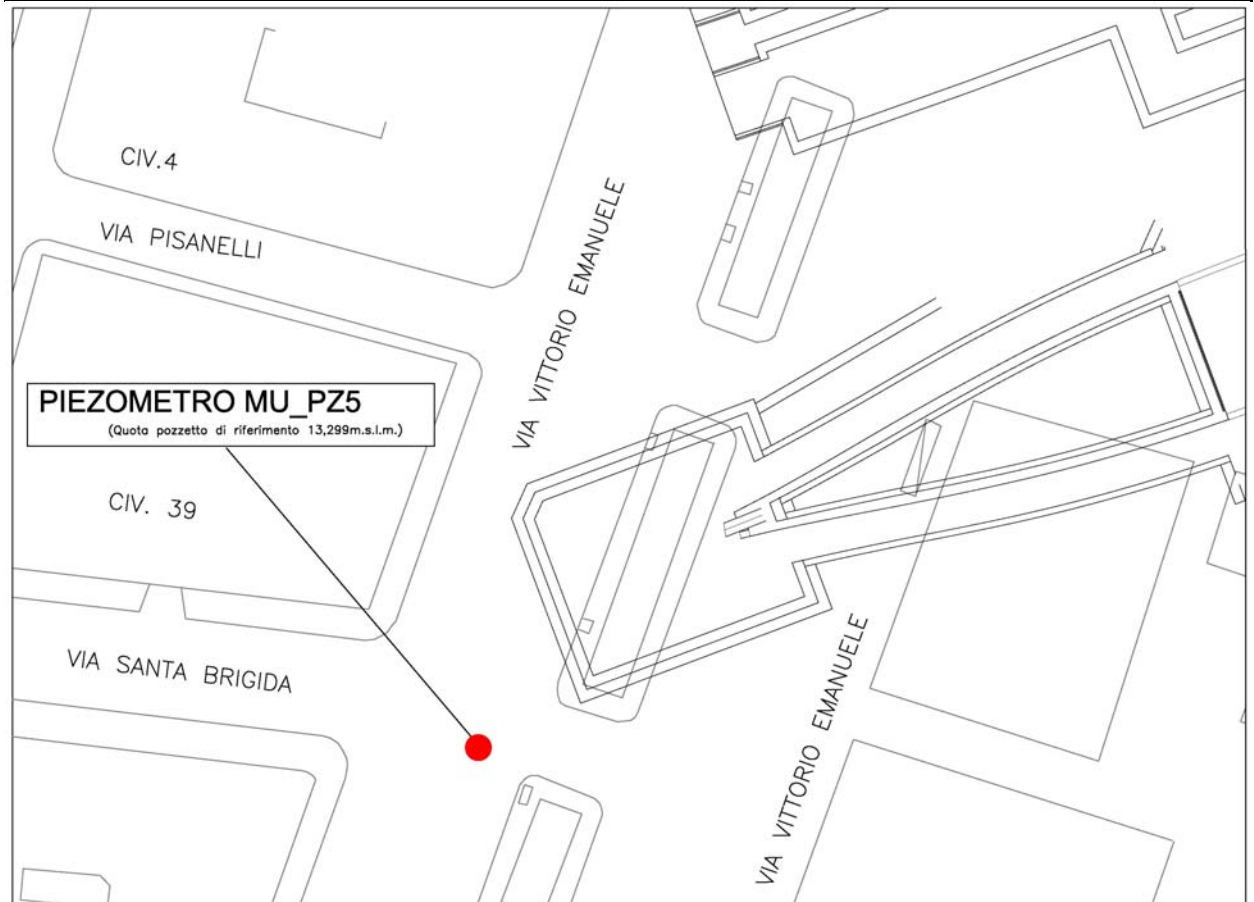 CIV.4
VIA PISANELLI
VIA VITTORIO EMANUELE
PIEZOMETRO MU_PZ5
(Quota pozzetto di riferimento 13,299m.s.l.m.)
CIV. 39
VIA SANTA BRIGIDA
VIA VITTORIO EMANUELE